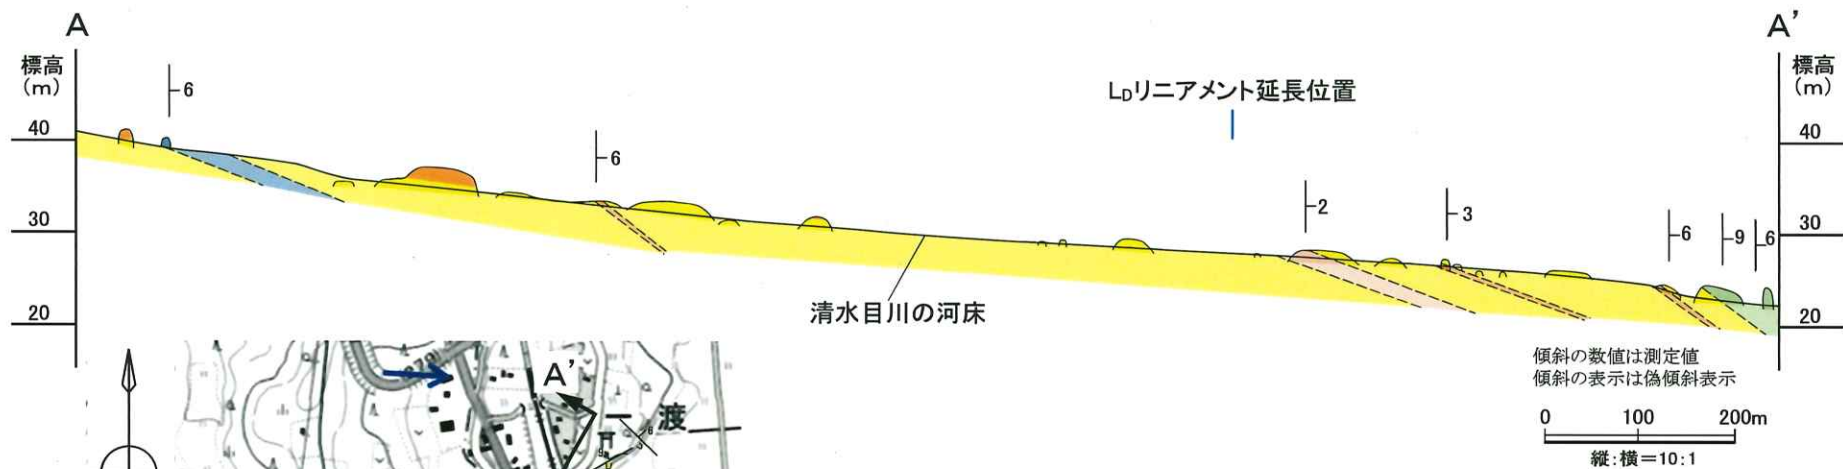 A
A'
標高
(m)
標高
(m)
6
LDリニアメント延長位置
40
40
6
2
3
6
9
6
30
30
清水目川の河床
20
20
傾斜の数値は測定値
傾斜の表示は偽傾斜表示
A'
渡
0 100 200m
縦:横=10:1